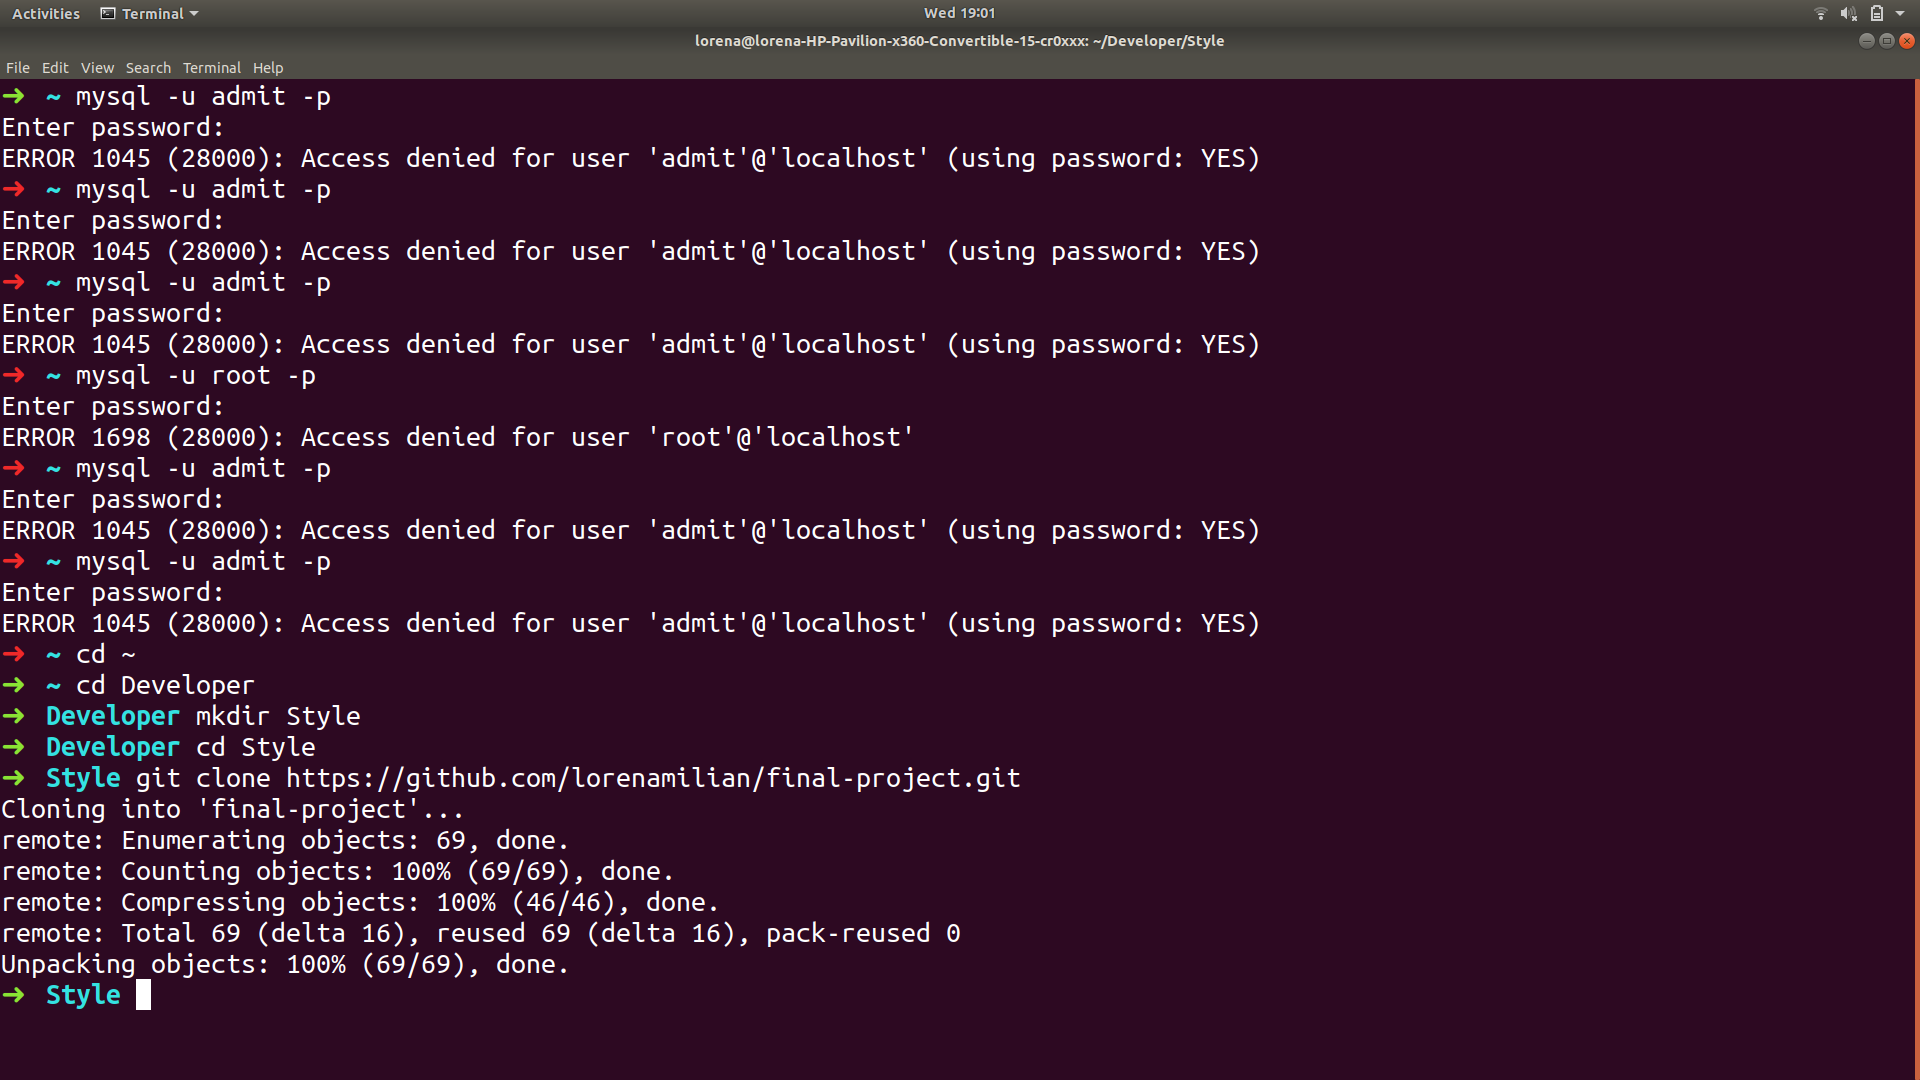 Activities Terminal Wed 19:01
lorena@lorena-HP-Pavilion-x360-Convertible-15-cr0xxx: ~/Developer/Style
File Edit View Search Terminal Help
➜ ~ mysql -u admit -p
Enter password:
ERROR 1045 (28000): Access denied for user 'admit'@'localhost' (using password: YES)
➜ ~ mysql -u admit -p
Enter password:
ERROR 1045 (28000): Access denied for user 'admit'@'localhost' (using password: YES)
➜ ~ mysql -u admit -p
Enter password:
ERROR 1045 (28000): Access denied for user 'admit'@'localhost' (using password: YES)
➜ ~ mysql -u root -p
Enter password:
ERROR 1698 (28000): Access denied for user 'root'@'localhost'
➜ ~ mysql -u admit -p
Enter password:
ERROR 1045 (28000): Access denied for user 'admit'@'localhost' (using password: YES)
➜ ~ mysql -u admit -p
Enter password:
ERROR 1045 (28000): Access denied for user 'admit'@'localhost' (using password: YES)
➜ ~ cd ~
➜ ~ cd Developer
➜ Developer mkdir Style
➜ Developer cd Style
➜ Style git clone https://github.com/lorenamilian/final-project.git
Cloning into 'final-project'...
remote: Enumerating objects: 69, done.
remote: Counting objects: 100% (69/69), done.
remote: Compressing objects: 100% (46/46), done.
remote: Total 69 (delta 16), reused 69 (delta 16), pack-reused 0
Unpacking objects: 100% (69/69), done.
➜ Style